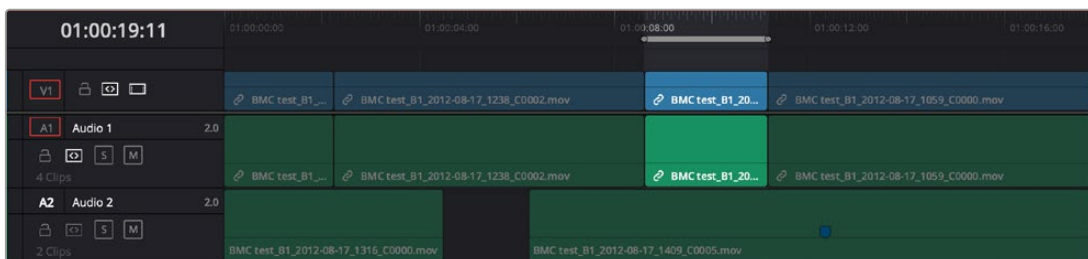 01:00:19:11
01:00:00:00 01:00:04:00 01:00:08:00 01:00:12:00 01:00:16:00
V1
BMC test_B1_... BMC test_B1_2012-08-17_1238_C0002.mov BMC test_B1_20... BMC test_B1_2012-08-17_1059_C0000.mov
A1 Audio 1 2.0
S M
4 Clips
BMC test_B1_... BMC test_B1_2012-08-17_1238_C0002.mov BMC test_B1_20... BMC test_B1_2012-08-17_1059_C0000.mov
A2 Audio 2 2.0
S M
2 Clips
BMC test_B1_2012-08-17_1316_C0000.mov BMC test_B1_2012-08-17_1409_C0005.mov